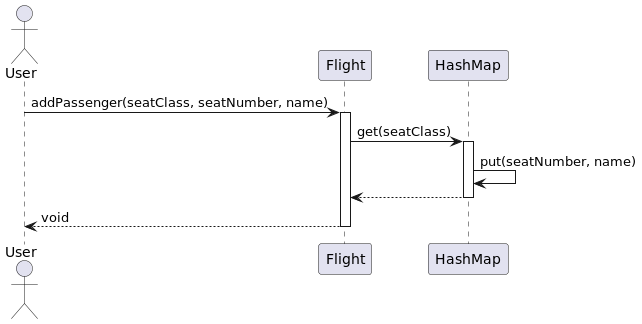 User
Flight
HashMap
addPassenger(seatClass, seatNumber, name)
get(seatClass)
put(seatNumber, name)
void
User
Flight
HashMap